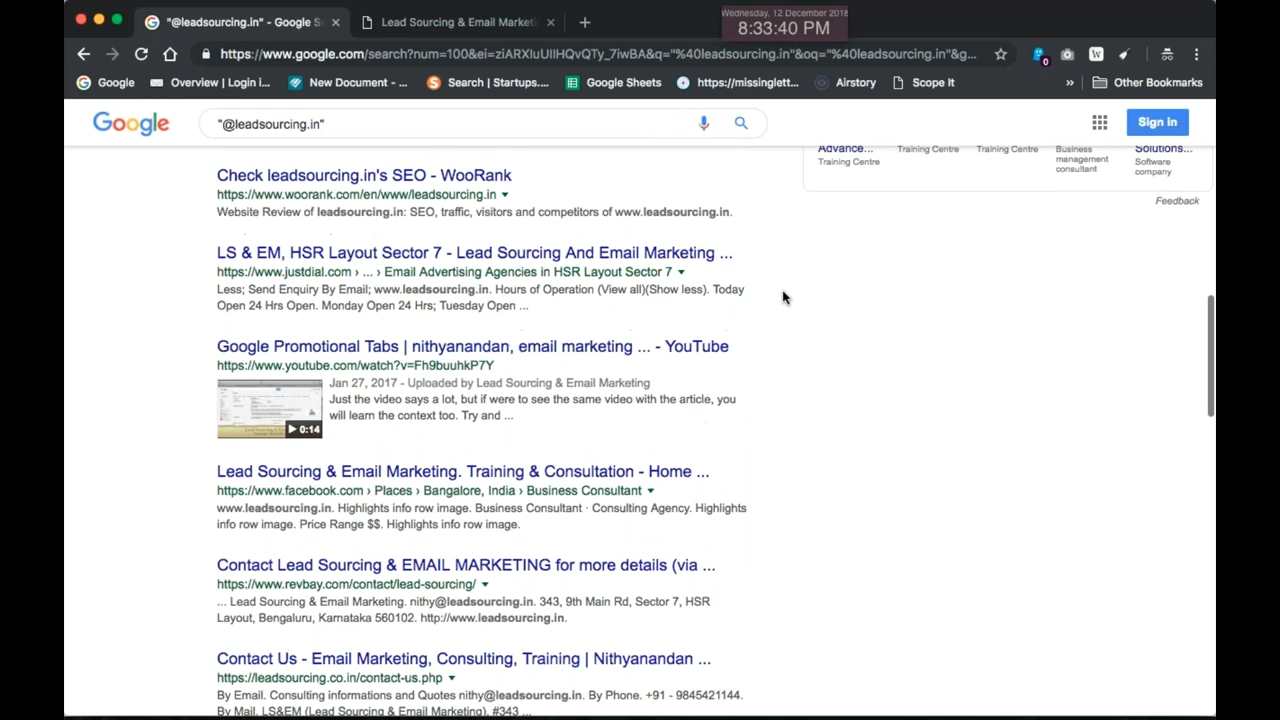 "@leadsourcing.in" - Google S
Lead Sourcing & Email Marketi
Wednesday, 12 December 2018
8:33:40 PM
https://www.google.com/search?num=100&ei=ziARXIuUIIHQvQTy_7iwBA&q="%40leadsourcing.in"&oq="%40leadsourcing.in"&g...
0
W
Google
Overview | Login i...
New Document - ...
Search | Startups....
Google Sheets
https://missinglett...
Airstory
Scope It
»
Other Bookmarks
Google
"@leadsourcing.in"
Sign in
Advance...
Training Centre
Training Centre
Training Centre
Business
management
consultant
Solutions...
Software
company
Feedback
Check leadsourcing.in's SEO - WooRank
https://www.woorank.com/en/www/leadsourcing.in
Website Review of leadsourcing.in: SEO, traffic, visitors and competitors of www.leadsourcing.in.
LS & EM, HSR Layout Sector 7 - Lead Sourcing And Email Marketing ...
https://www.justdial.com › ... › Email Advertising Agencies in HSR Layout Sector 7
Less; Send Enquiry By Email; www.leadsourcing.in. Hours of Operation (View all)(Show less). Today
Open 24 Hrs Open. Monday Open 24 Hrs; Tuesday Open ...
Google Promotional Tabs | nithyanandan, email marketing ... - YouTube
https://www.youtube.com/watch?v=Fh9buuhkP7Y
Jan 27, 2017 - Uploaded by Lead Sourcing & Email Marketing
Just the video says a lot, but if were to see the same video with the article, you
will learn the context too. Try and ...
0:14
Lead Sourcing & Email Marketing. Training & Consultation - Home ...
https://www.facebook.com › Places › Bangalore, India › Business Consultant
www.leadsourcing.in. Highlights info row image. Business Consultant · Consulting Agency. Highlights
info row image. Price Range $$. Highlights info row image.
Contact Lead Sourcing & EMAIL MARKETING for more details (via ...
https://www.revbay.com/contact/lead-sourcing/
... Lead Sourcing & Email Marketing. nithy@leadsourcing.in. 343, 9th Main Rd, Sector 7, HSR
Layout, Bengaluru, Karnataka 560102. http://www.leadsourcing.in.
Contact Us - Email Marketing, Consulting, Training | Nithyanandan ...
https://leadsourcing.co.in/contact-us.php
By Email. Consulting informations and Quotes nithy@leadsourcing.in. By Phone. +91 - 9845421144.
By Mail. LS&EM (Lead Sourcing & Email Marketing). #343 ...